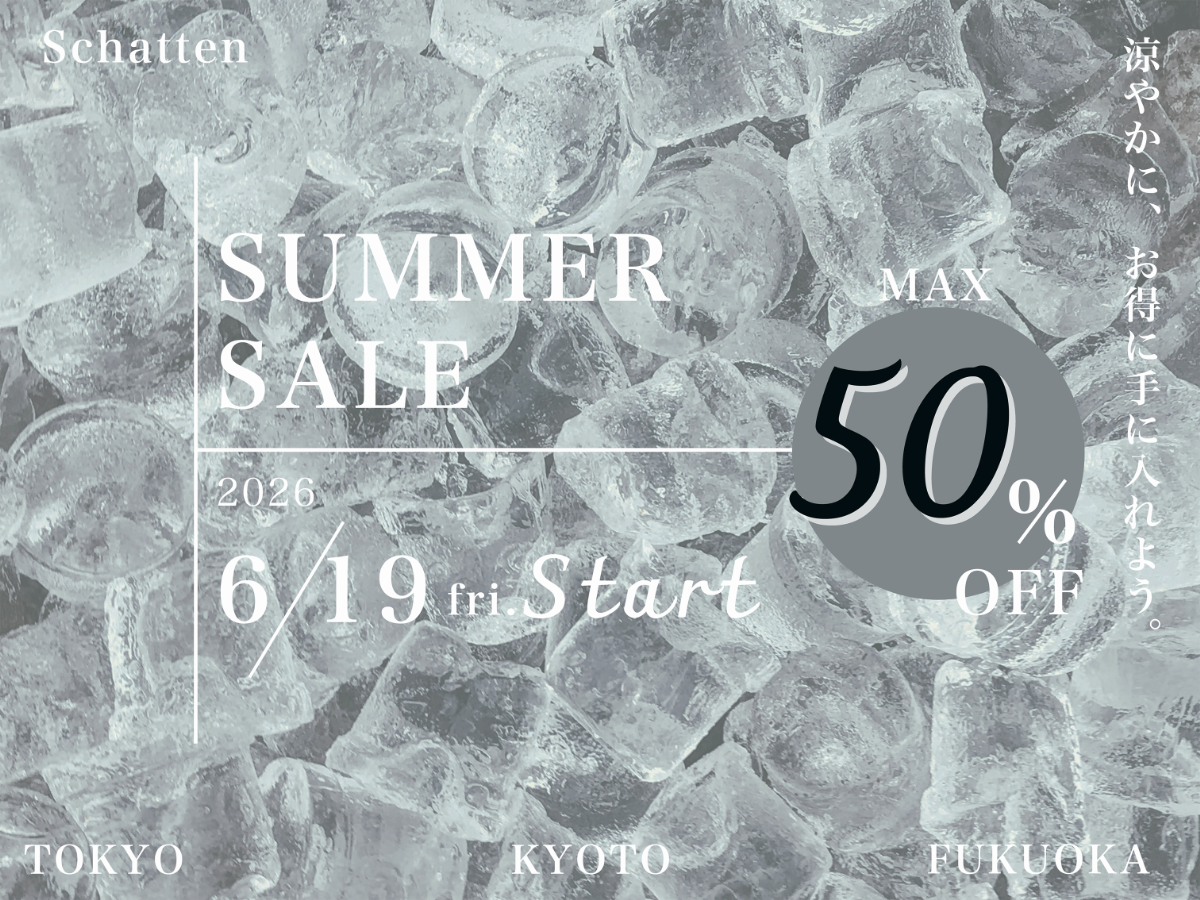 Schatten
SUMMER
SALE
2026
6/19 fri. Start
MAX
50%
OFF
涼やかに、お得に手に入れよう。
TOKYO
KYOTO
FUKUOKA